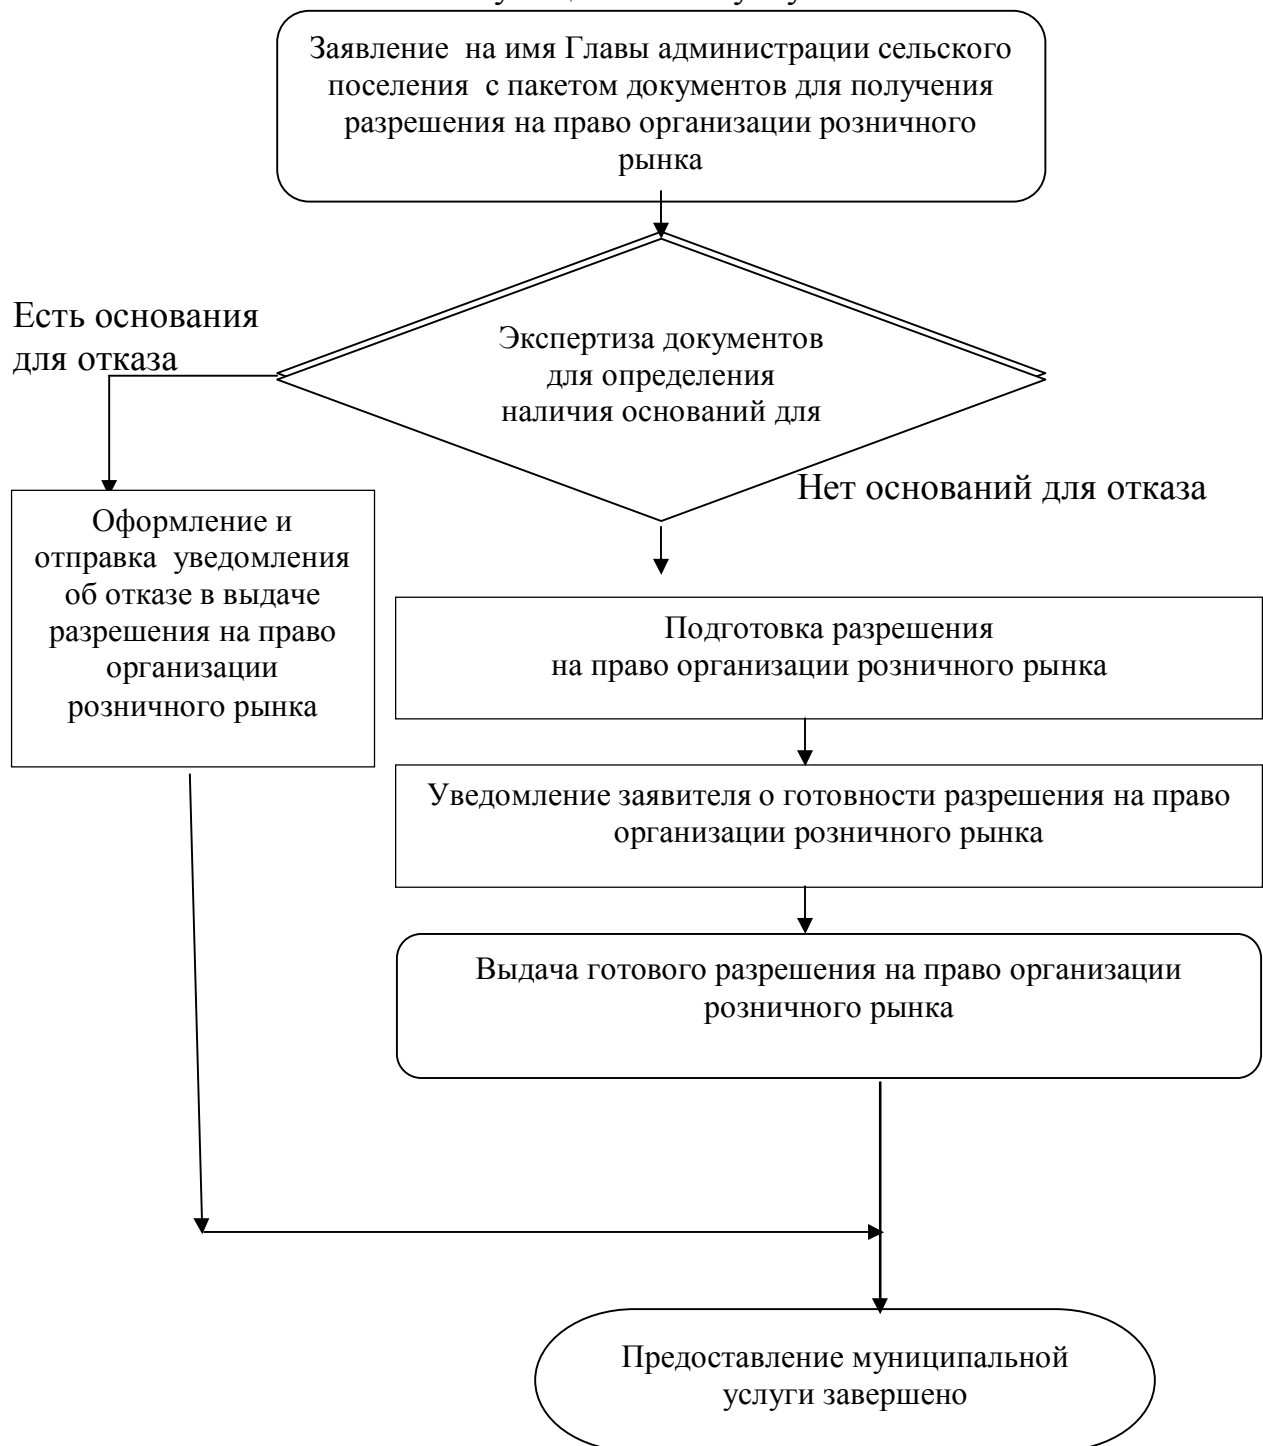 Заявление на имя Главы администрации сельского
поселения с пакетом документов для получения
разрешения на право организации розничного
рынка
Есть основания
для отказа
Экспертиза документов
для определения
наличия оснований для
Нет оснований для отказа
Оформление и
отправка уведомления
об отказе в выдаче
разрешения на право
организации
розничного рынка
Подготовка разрешения
на право организации розничного рынка
Уведомление заявителя о готовности разрешения на право
организации розничного рынка
Выдача готового разрешения на право организации
розничного рынка
Предоставление муниципальной
услуги завершено